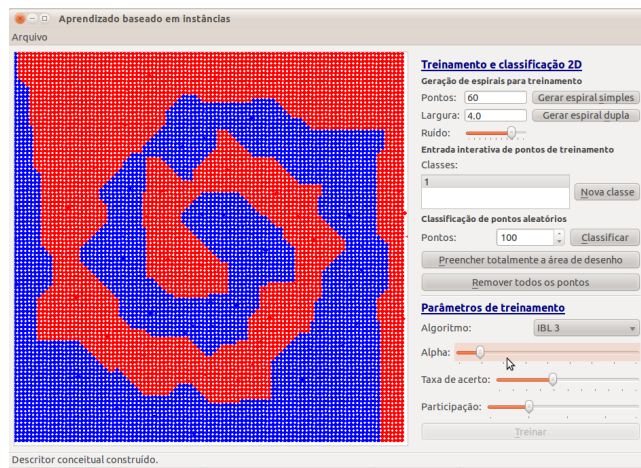 Aprendizado baseado em instâncias
Arquivo
Treinamento e classificação 2D
Geração de espirais para treinamento
Pontos: 60 Gerar espiral simples
Largura: 4.0 Gerar espiral dupla
Ruído:
Entrada interativa de pontos de treinamento
Classes:
1
Nova classe
Classificação de pontos aleatórios
Pontos: 100 Classificar
Preencher totalmente a área de desenho
Remover todos os pontos
Parâmetros de treinamento
Algoritmo: IBL 3
Alpha:
Taxa de acerto:
Participação:
Treinar
Descritor conceitual construído.